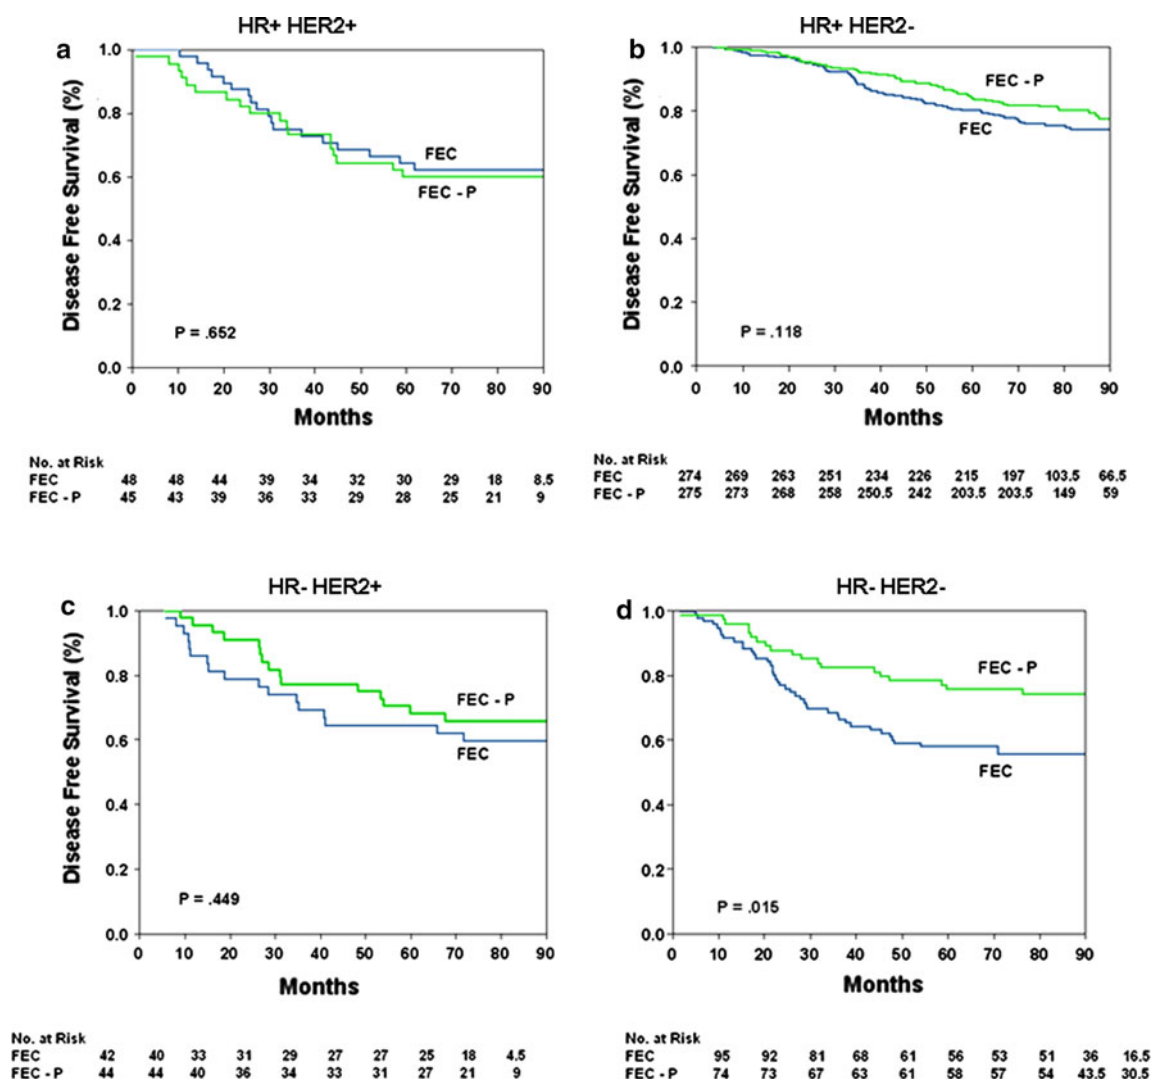 HR+ HER2+
a
1.0
0.8
0.6
0.4
0.2
0.0
Disease Free Survival (%)
FEC
FEC - P
P = .652
0 10 20 30 40 50 60 70 80 90
Months
No. at Risk
FEC 48 48 44 39 34 32 30 29 18 8.5
FEC - P 45 43 39 36 33 29 28 25 21 9
HR+ HER2-
b
1.0
0.8
0.6
0.4
0.2
0.0
Disease Free Survival (%)
FEC - P
FEC
P = .118
0 10 20 30 40 50 60 70 80 90
Months
No. at Risk
FEC 274 269 263 251 234 226 215 197 103.5 66.5
FEC - P 275 273 268 258 250.5 242 203.5 203.5 149 59
HR- HER2+
c
1.0
0.8
0.6
0.4
0.2
0.0
Disease Free Survival (%)
FEC - P
FEC
P = .449
10 20 30 40 50 60 70 80 90
Months
No. at Risk
FEC 42 40 33 31 29 27 27 25 18 4.5
FEC - P 44 44 40 36 34 33 31 27 21 9
HR- HER2-
d
1.0
0.8
0.6
0.4
0.2
0.0
FEC - P
FEC
P = .015
0 10 20 30 40 50 60 70 80 90
Months
No. at Risk
FEC 95 92 81 68 61 56 53 51 36 16.5
FEC - P 74 73 67 63 61 58 57 54 43.5 30.5